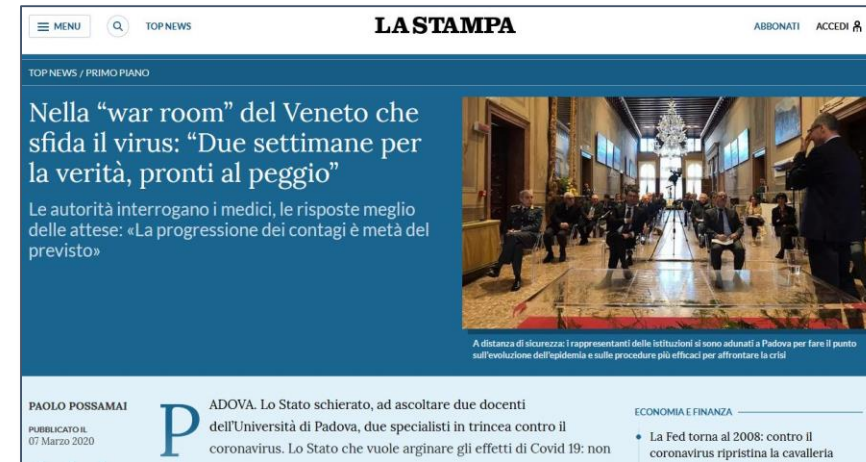 MENU
TOP NEWS
LA STAMPA
ABBONATI
ACCEDI
TOP NEWS / PRIMO PIANO
Nella “war room” del Veneto che
sfida il virus: “Due settimane per
la verità, pronti al peggio”
Le autorità interrogano i medici, le risposte meglio
delle attese: «La progressione dei contagi è metà del
previsto»
A distanza di sicurezza: i rappresentanti delle istituzioni si sono adunati a Padova per fare il punto
sull'evoluzione dell'epidemia e sulle procedure più efficaci per affrontare la crisi
PAOLO POSSAMAI
PUBBLICATO IL
07 Marzo 2020
PADOVA. Lo Stato schierato, ad ascoltare due docenti
dell’Università di Padova, due specialisti in trincea contro il
coronavirus. Lo Stato che vuole arginare gli effetti di Covid 19: non
ECONOMIA E FINANZA
• La Fed torna al 2008: contro il
coronavirus ripristina la cavalleria